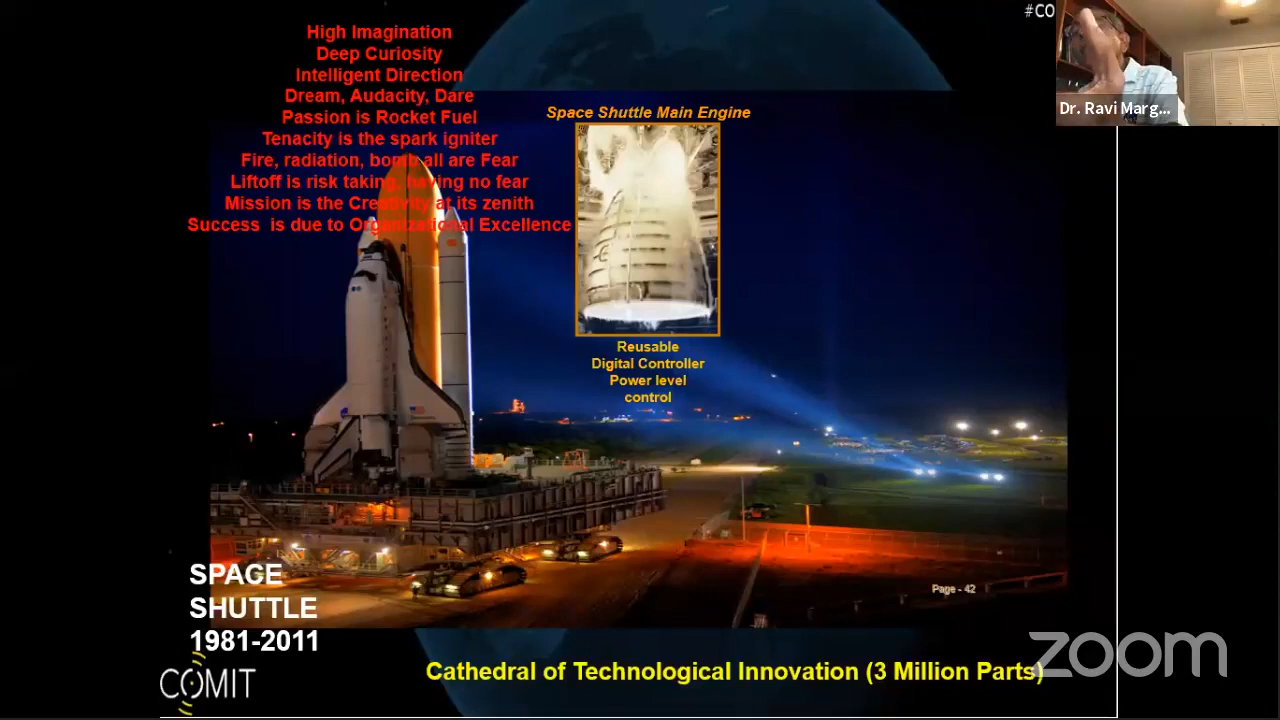 High Imagination
Deep Curiosity
Intelligent Direction
Dream, Audacity, Dare
Passion is Rocket Fuel
Tenacity is the spark igniter
Fire, radiation, bomb all are Fear
Liftoff is risk taking, having no fear
Mission is the Creativity at its zenith
Success is due to Organizational Excellence
Space Shuttle Main Engine
Reusable
Digital Controller
Power level
control
#CO
Dr. Ravi Marg...
SPACE
SHUTTLE
1981-2011
Page - 42
COMIT
Cathedral of Technological Innovation (3 Million Parts)
zoom